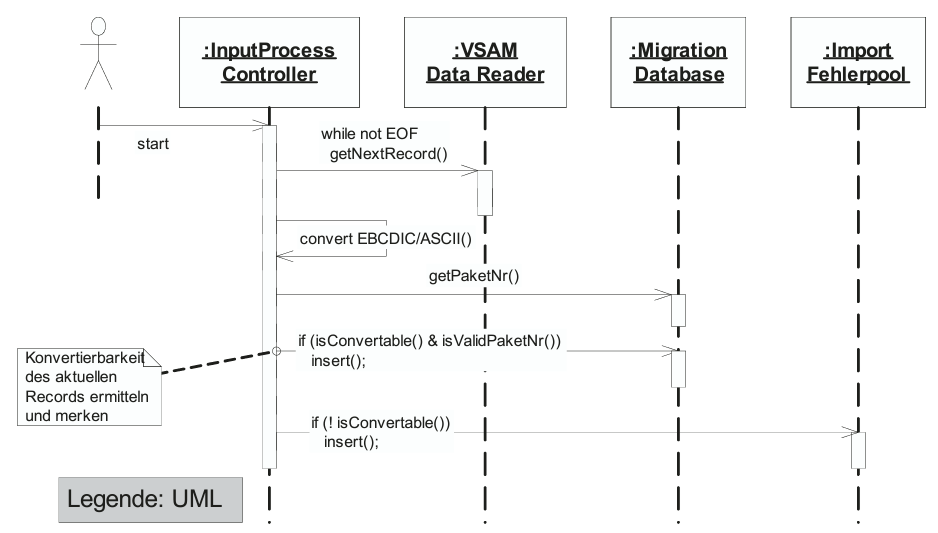 :InputProcess
Controller
:VSAM
Data Reader
:Migration
Database
:Import
Fehlerpool
start
while not EOF
getNextRecord()
convert EBCDIC/ASCII()
getPaketNr()
if (isConvertable() & isValidPaketNr())
insert();
Konvertierbarkeit
des aktuellen
Records ermitteln
und merken
if (! isConvertable())
insert();
Legende: UML